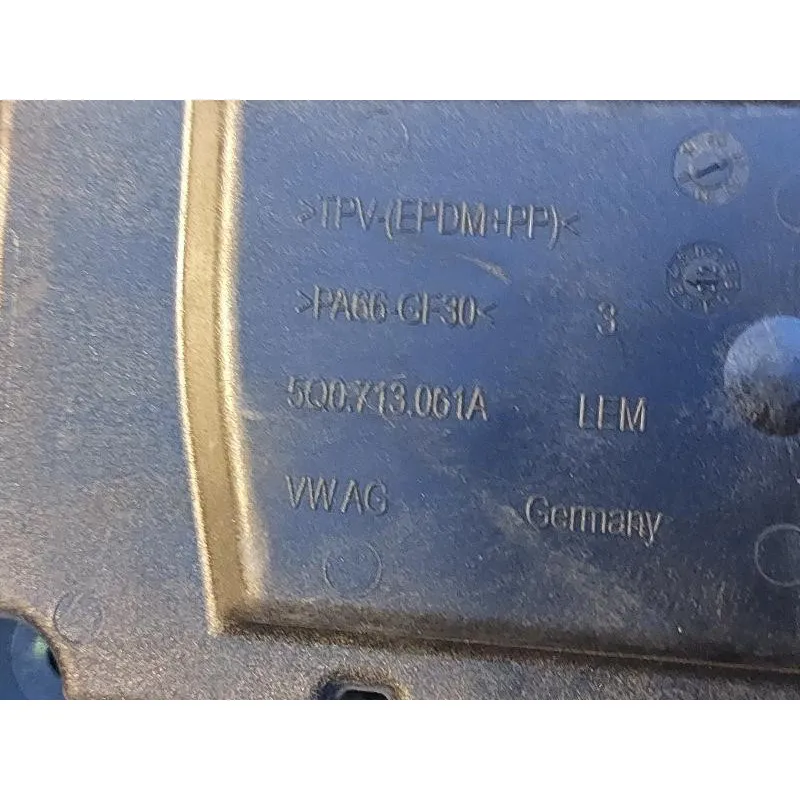 >TPV-(EPDM+PP)<
>PA66-GF30< 3
5Q0.713.061A LEM
VW AG Germany